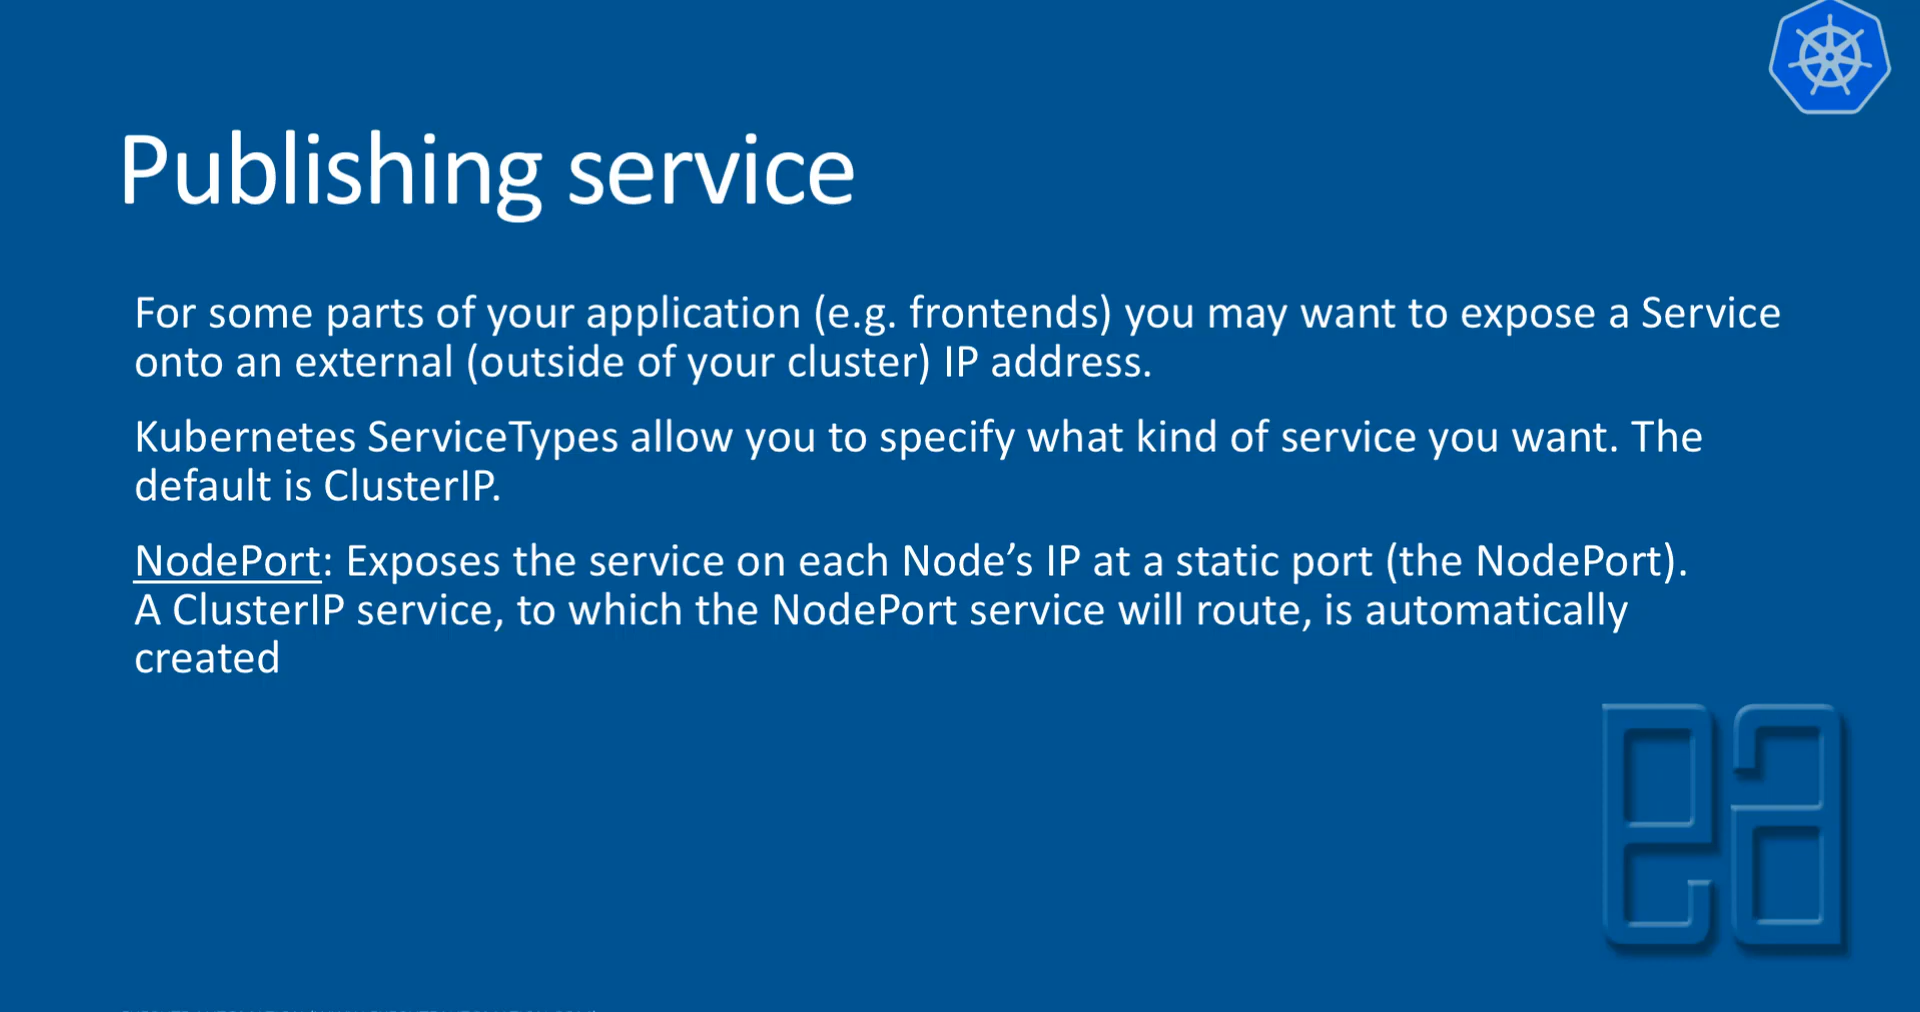 Publishing service
For some parts of your application (e.g. frontends) you may want to expose a Service
onto an external (outside of your cluster) IP address.
Kubernetes ServiceTypes allow you to specify what kind of service you want. The
default is ClusterIP.
NodePort: Exposes the service on each Node’s IP at a static port (the NodePort).
A ClusterIP service, to which the NodePort service will route, is automatically
created
ea